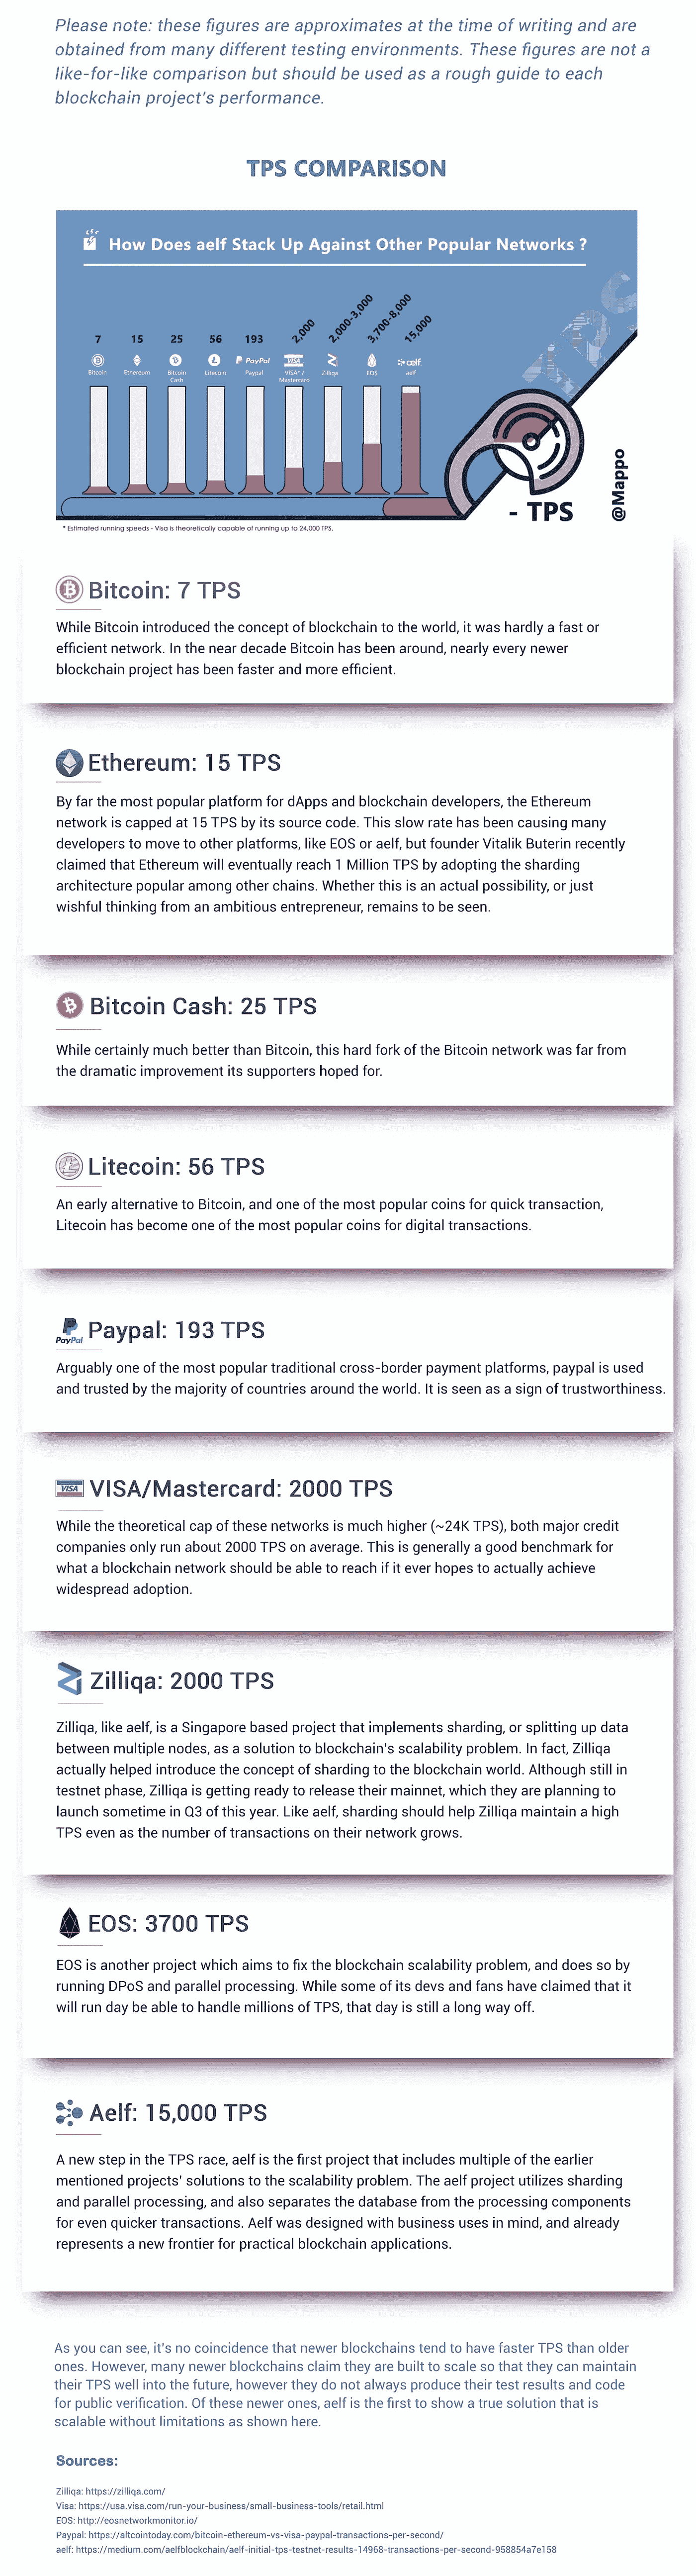 Please note: these figures are approximates at the time of writing and are
obtained from many different testing environments. These figures are not a
like-for-like comparison but should be used as a rough guide to each
blockchain project's performance.
TPS COMPARISON
How Does aelf Stack Up Against Other Popular Networks ?
7 15 25 56 193 2,000 2,000-3,000 3,700-8,000 15,000
PayPal VISA aelf
Bitcoin Ethereum Bitcoin Cash Litecoin Paypal VISA* / Mastercard Zilliqa EOS aelf
TPS
- TPS
@Mappo
* Estimated running speeds - Visa is theoretically capable of running up to 24,000 TPS.
Bitcoin: 7 TPS
While Bitcoin introduced the concept of blockchain to the world, it was hardly a fast or
efficient network. In the near decade Bitcoin has been around, nearly every newer
blockchain project has been faster and more efficient.
Ethereum: 15 TPS
By far the most popular platform for dApps and blockchain developers, the Ethereum
network is capped at 15 TPS by its source code. This slow rate has been causing many
developers to move to other platforms, like EOS or aelf, but founder Vitalik Buterin recently
claimed that Ethereum will eventually reach 1 Million TPS by adopting the sharding
architecture popular among other chains. Whether this is an actual possibility, or just
wishful thinking from an ambitious entrepreneur, remains to be seen.
Bitcoin Cash: 25 TPS
While certainly much better than Bitcoin, this hard fork of the Bitcoin network was far from
the dramatic improvement its supporters hoped for.
Litecoin: 56 TPS
An early alternative to Bitcoin, and one of the most popular coins for quick transaction,
Litecoin has become one of the most popular coins for digital transactions.
PayPal
Paypal: 193 TPS
Arguably one of the most popular traditional cross-border payment platforms, paypal is used
and trusted by the majority of countries around the world. It is seen as a sign of trustworthiness.
VISA
VISA/Mastercard: 2000 TPS
While the theoretical cap of these networks is much higher (~24K TPS), both major credit
companies only run about 2000 TPS on average. This is generally a good benchmark for
what a blockchain network should be able to reach if it ever hopes to actually achieve
widespread adoption.
Zilliqa: 2000 TPS
Zilliqa, like aelf, is a Singapore based project that implements sharding, or splitting up data
between multiple nodes, as a solution to blockchain's scalability problem. In fact, Zilliqa
actually helped introduce the concept of sharding to the blockchain world. Although still in
testnet phase, Zilliqa is getting ready to release their mainnet, which they are planning to
launch sometime in Q3 of this year. Like aelf, sharding should help Zilliqa maintain a high
TPS even as the number of transactions on their network grows.
EOS: 3700 TPS
EOS is another project which aims to fix the blockchain scalability problem, and does so by
running DPoS and parallel processing. While some of its devs and fans have claimed that it
will run day be able to handle millions of TPS, that day is still a long way off.
Aelf: 15,000 TPS
A new step in the TPS race, aelf is the first project that includes multiple of the earlier
mentioned projects' solutions to the scalability problem. The aelf project utilizes sharding
and parallel processing, and also separates the database from the processing components
for even quicker transactions. Aelf was designed with business uses in mind, and already
represents a new frontier for practical blockchain applications.
As you can see, it's no coincidence that newer blockchains tend to have faster TPS than older
ones. However, many newer blockchains claim they are built to scale so that they can maintain
their TPS well into the future, however they do not always produce their test results and code
for public verification. Of these newer ones, aelf is the first to show a true solution that is
scalable without limitations as shown here.
Sources:
Zilliqa: https://zilliqa.com/
Visa: https://usa.visa.com/run-your-business/small-business-tools/retail.html
EOS: http://eosnetworkmonitor.io/
Paypal: https://altcointoday.com/bitcoin-ethereum-vs-visa-paypal-transactions-per-second/
aelf: https://medium.com/aelfblockchain/aelf-initial-tps-testnet-results-14968-transactions-per-second-958854a7e158